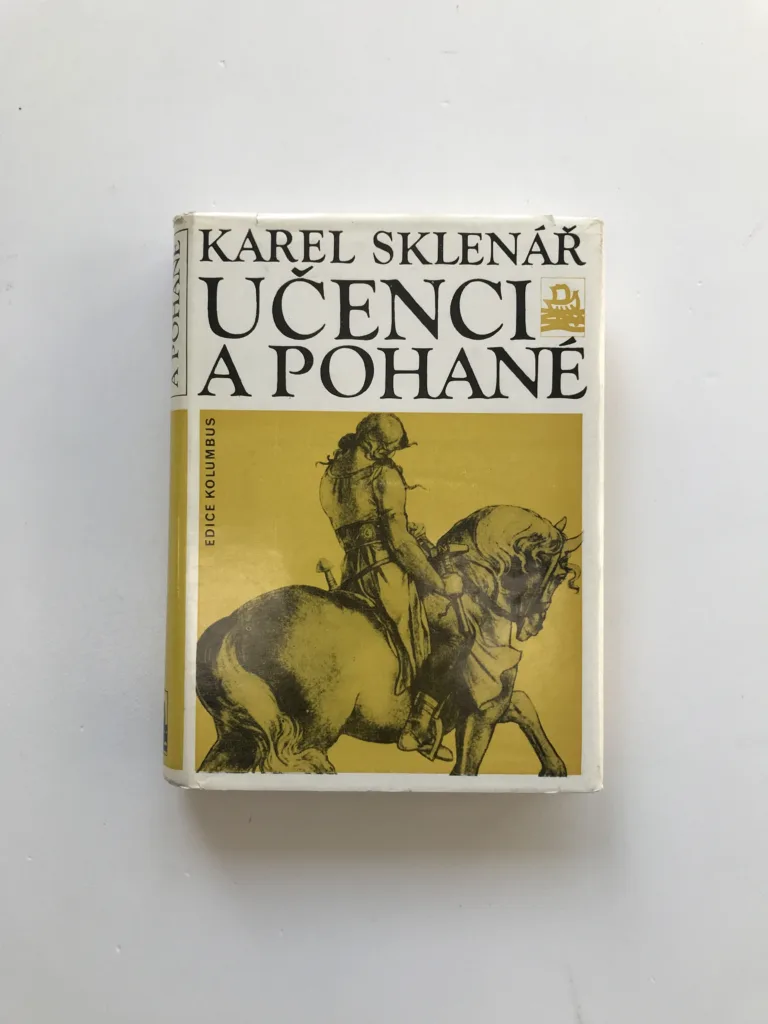 KAREL SKLENÁŘ
UČENCI
A POHANÉ
EDICE KOLUMBUS
A POHANÉ